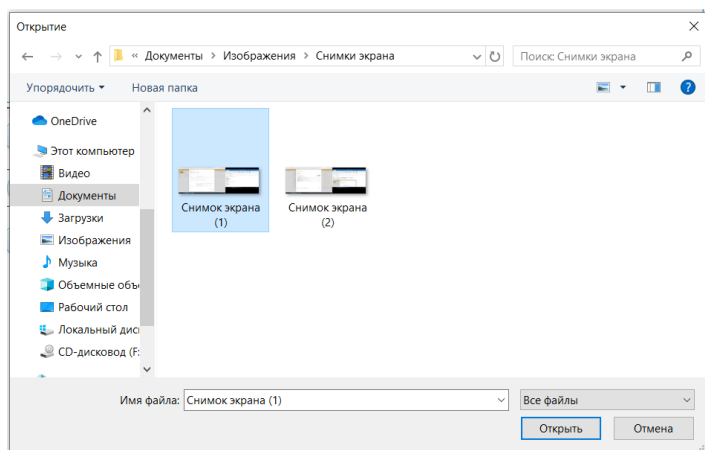 Открытие
« Документы > Изображения > Снимки экрана
Поиск: Снимки экрана
Упорядочить
Новая папка
OneDrive
Этот компьютер
Видео
Документы
Загрузки
Изображения
Музыка
Объемные объ
Рабочий стол
Локальный дис
CD-дисковод (F:
Снимок экрана
(1)
Снимок экрана
(2)
Имя файла: Снимок экрана (1)
Все файлы
Открыть
Отмена